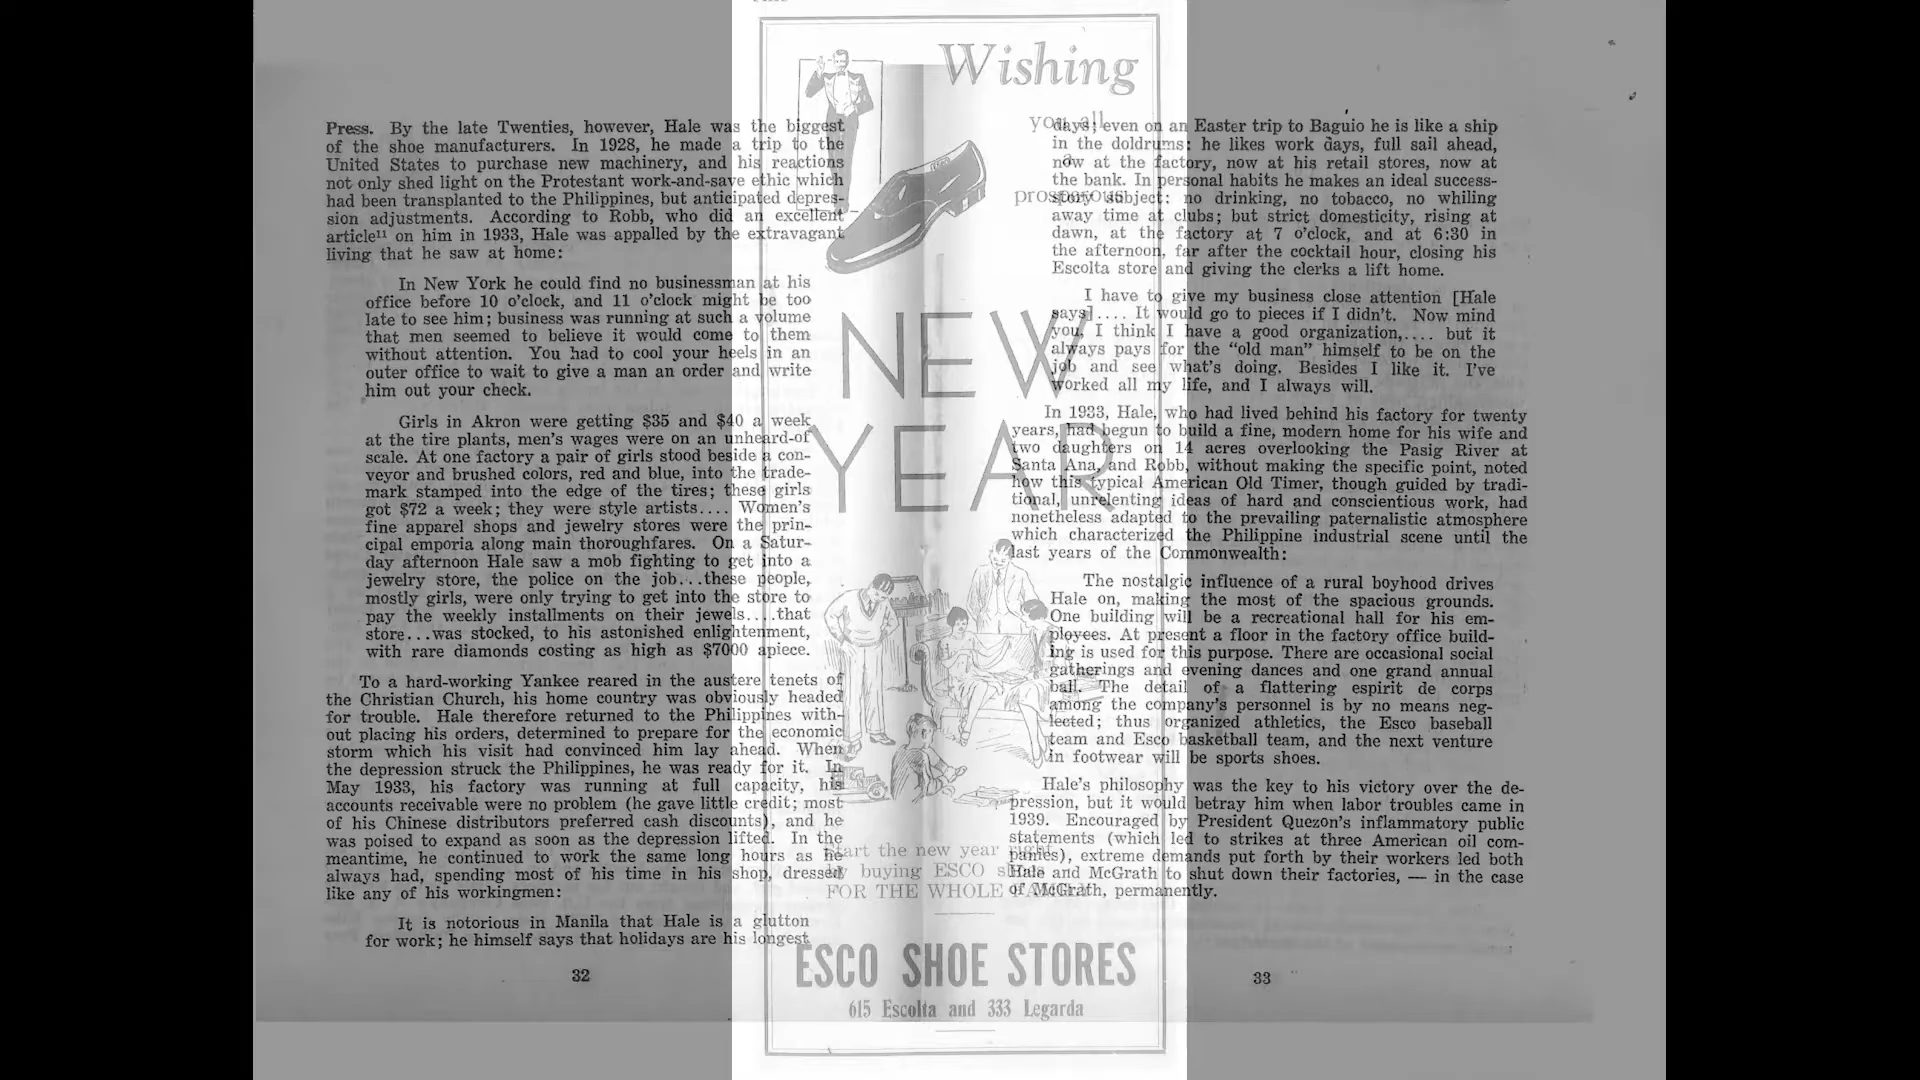 Press. By the late Twenties, however, Hale was the biggest
of the shoe manufacturers. In 1928, he made a trip to the
United States to purchase new machinery, and his reactions
not only shed light on the Protestant work-and-save ethic which
had been transplanted to the Philippines, but anticipated depres-
sion adjustments. According to Robb, who did an excellent
article¹¹ on him in 1933, Hale was appalled by the extravagant
living that he saw at home:
In New York he could find no businessman at his
office before 10 o'clock, and 11 o'clock might be too
late to see him; business was running at such a volume
that men seemed to believe it would come to them
without attention. You had to cool your heels in an
outer office to wait to give a man an order and write
him out your check.
Girls in Akron were getting $35 and $40 a week
at the tire plants, men's wages were on an unheard-of
scale. At one factory a pair of girls stood beside a con-
veyor and brushed colors, red and blue, into the trade-
mark stamped into the edge of the tires; these girls
got $72 a week; they were style artists.... Women's
fine apparel shops and jewelry stores were the prin-
cipal emporia along main thoroughfares. On a Satur-
day afternoon Hale saw a mob fighting to get into a
jewelry store, the police on the job...these people,
mostly girls, were only trying to get into the store to
pay the weekly installments on their jewels....that
store...was stocked, to his astonished enlightenment,
with rare diamonds costing as high as $7000 apiece.
To a hard-working Yankee reared in the austere tenets of
the Christian Church, his home country was obviously headed
for trouble. Hale therefore returned to the Philippines with-
out placing his orders, determined to prepare for the economic
storm which his visit had convinced him lay ahead. When
the depression struck the Philippines, he was ready for it. In
May 1933, his factory was running at full capacity, his
accounts receivable were no problem (he gave little credit; most
of his Chinese distributors preferred cash discounts), and he
was poised to expand as soon as the depression lifted. In the
meantime, he continued to work the same long hours as he
always had, spending most of his time in his shop, dressed
like any of his workingmen:
It is notorious in Manila that Hale is a glutton
for work; he himself says that holidays are his longest
32
Wishing
you all
a
prosperous
NEW
YEAR
start the new year right
by buying ESCO shoes
FOR THE WHOLE
ESCO SHOE STORES
615 Escolta and 333 Legarda
days; even on an Easter trip to Baguio he is like a ship
in the doldrums: he likes work days, full sail ahead,
now at the factory, now at his retail stores, now at
the bank. In personal habits he makes an ideal success-
story subject: no drinking, no tobacco, no whiling
away time at clubs; but strict domesticity, rising at
dawn, at the factory at 7 o'clock, and at 6:30 in
the afternoon, far after the cocktail hour, closing his
Escolta store and giving the clerks a lift home.
I have to give my business close attention [Hale
says].... It would go to pieces if I didn't. Now mind
you, I think I have a good organization,.... but it
always pays for the "old man" himself to be on the
job and see what's doing. Besides I like it. I've
worked all my life, and I always will.
In 1933, Hale, who had lived behind his factory for twenty
years, had begun to build a fine, modern home for his wife and
two daughters on 14 acres overlooking the Pasig River at
Santa Ana, and Robb, without making the specific point, noted
how this typical American Old Timer, though guided by tradi-
tional, unrelenting ideas of hard and conscientious work, had
nonetheless adapted to the prevailing paternalistic atmosphere
which characterized the Philippine industrial scene until the
last years of the Commonwealth:
The nostalgic influence of a rural boyhood drives
Hale on, making the most of the spacious grounds.
One building will be a recreational hall for his em-
ployees. At present a floor in the factory office build-
ing is used for this purpose. There are occasional social
gatherings and evening dances and one grand annual
ball. The detail of a flattering espirit de corps
among the company's personnel is by no means neg-
lected; thus organized athletics, the Esco baseball
team and Esco basketball team, and the next venture
in footwear will be sports shoes.
Hale's philosophy was the key to his victory over the de-
pression, but it would betray him when labor troubles came in
1939. Encouraged by President Quezon's inflammatory public
statements (which led to strikes at three American oil com-
panies), extreme demands put forth by their workers led both
Hale and McGrath to shut down their factories, — in the case
of McGrath, permanently.
33